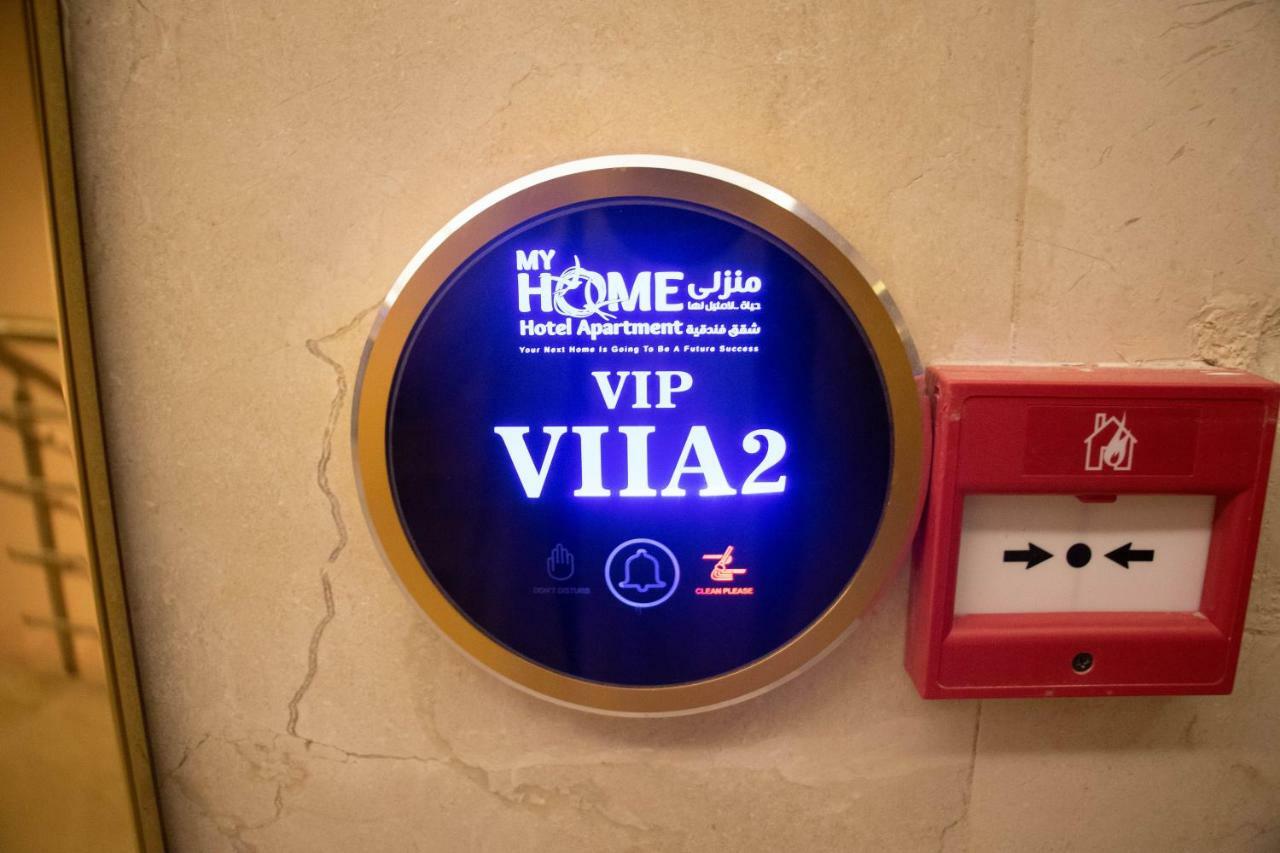 MY
HOME منزلى
حياة ..لامثيل لها
Hotel Apartment شقق فندقية
Your Next Home Is Going To Be A Future Success
VIP
VIIA2
DON'T DISTURB
CLEAN PLEASE